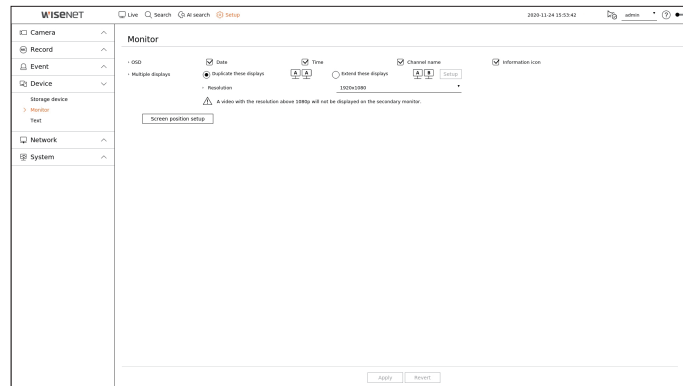 WISENET
Live Search AI search Setup 2020-11-24 15:53:42 admin ?
Camera
Record
Event
Device
Storage device
> Monitor
Text
Network
System
Monitor
• OSD Date Time Channel name Information icon
• Multiple displays Duplicate these displays A A Extend these displays A B Setup
• Resolution 1920x1080
A video with the resolution above 1080p will not be displayed on the secondary monitor.
Screen position setup
Apply Revert